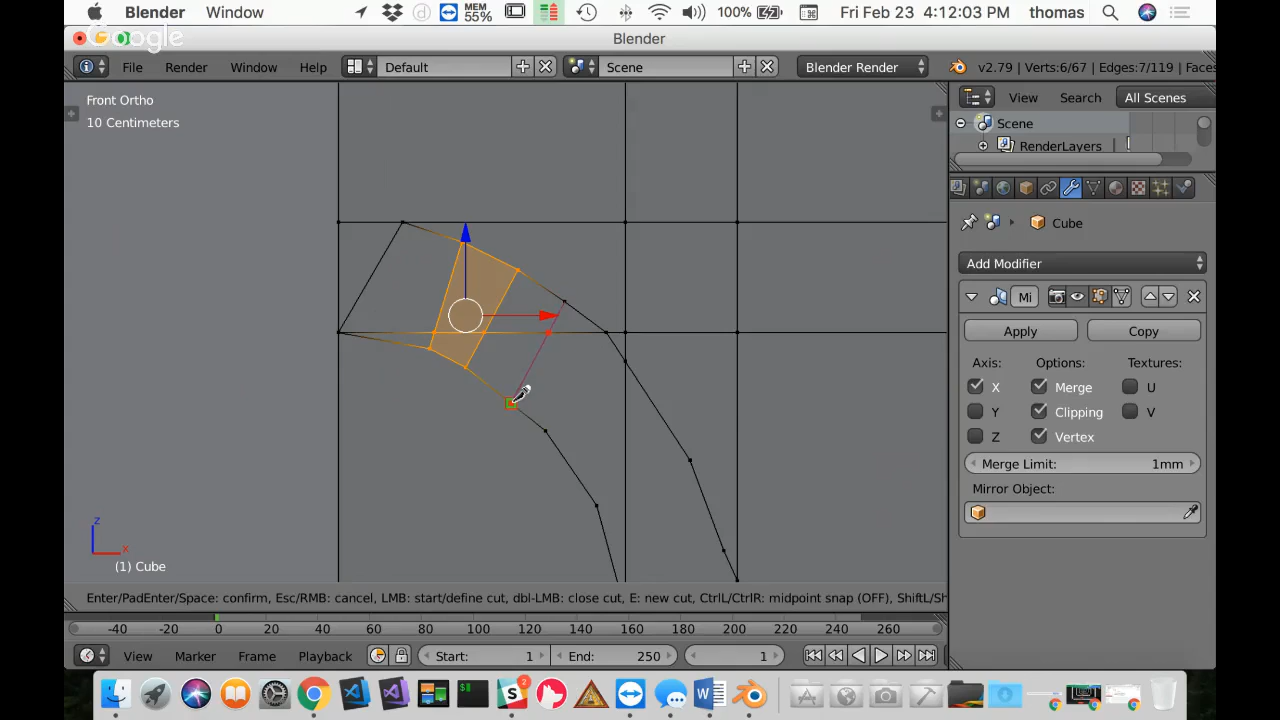 Blender Window MEM 55% 100% Fri Feb 23 4:12:03 PM thomas
Google
Blender
File Render Window Help Default Scene Blender Render v2.79 | Verts:6/67 | Edges:7/119 | Faces
Front Ortho
10 Centimeters
View Search All Scenes
Scene
RenderLayers
Cube
Add Modifier
Mi
Apply Copy
Axis: Options: Textures:
X Merge U
Y Clipping V
Z Vertex
Merge Limit: 1mm
Mirror Object:
z
x
(1) Cube
Enter/PadEnter/Space: confirm, Esc/RMB: cancel, LMB: start/define cut, dbl-LMB: close cut, E: new cut, CtrlL/CtrlR: midpoint snap (OFF), ShiftL/Sh
-40 -20 0 20 40 60 80 100 120 140 160 180 200 220 240 260
View Marker Frame Playback Start: 1 End: 250 1
2